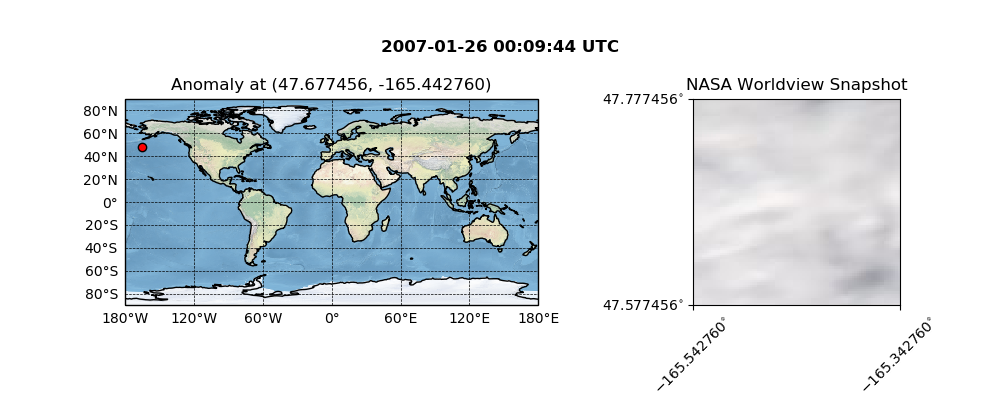 2007-01-26 00:09:44 UTC
Anomaly at (47.677456, -165.442760)
80°N
60°N
40°N
20°N
0°
20°S
40°S
60°S
80°S
180°W 120°W 60°W 0° 60°E 120°E 180°E
NASA Worldview Snapshot
47.777456°
47.577456°
−165.542760°
−165.342760°